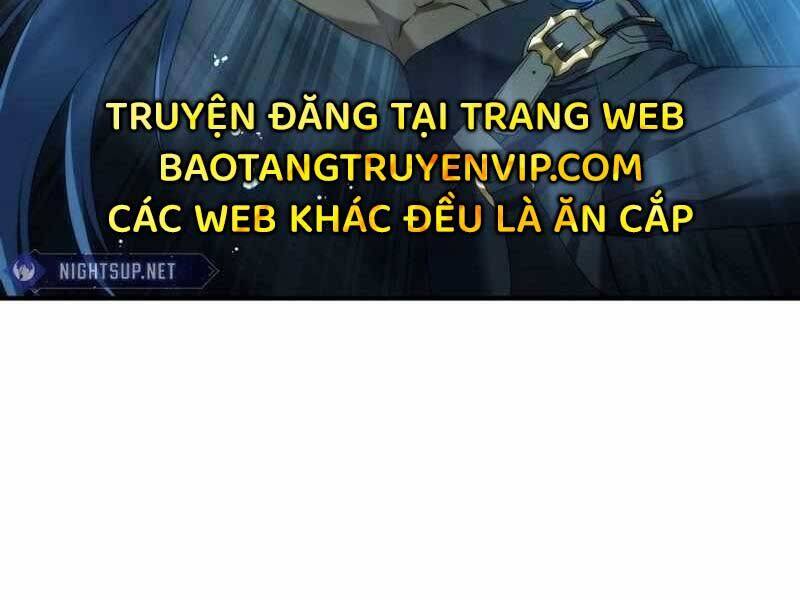 TRUYỆN ĐĂNG TẠI TRANG WEB
BAOTANGTRUYENVIP.COM
CÁC WEB KHÁC ĐỀU LÀ ĂN CẮP
NIGHTSUP.NET